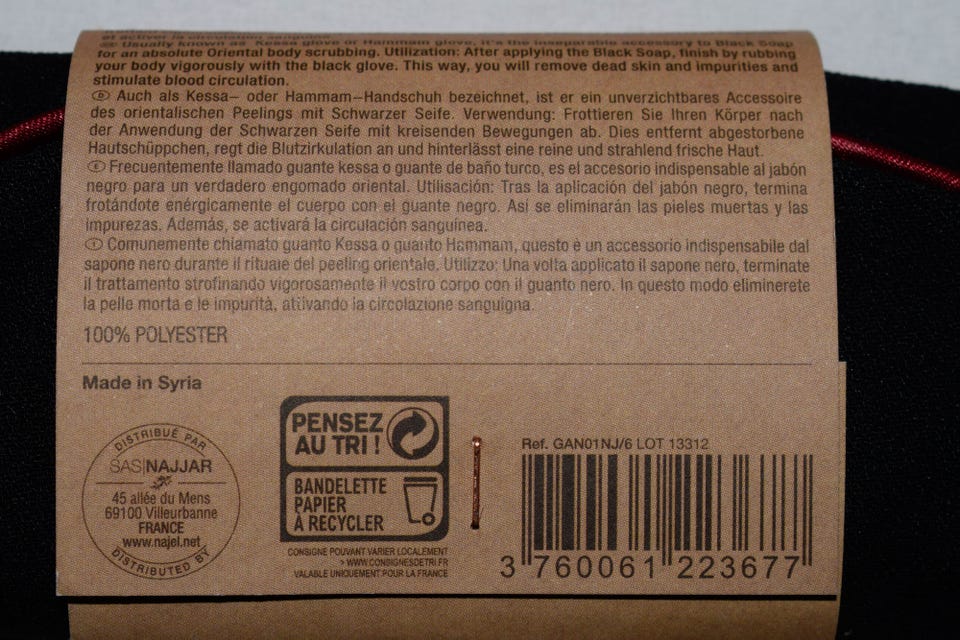 et activer la circulation sanguine.
GB Usually known as Kessa glove or Hammam glove, it's the inseparable accessory to Black Soap
for an absolute Oriental body scrubbing. Utilization: After applying the Black Soap, finish by rubbing
your body vigorously with the black glove. This way, you will remove dead skin and impurities and
stimulate blood circulation.
D Auch als Kessa- oder Hammam-Handschuh bezeichnet, ist er ein unverzichtbares Accessoire
des orientalischen Peelings mit Schwarzer Seife. Verwendung: Frottieren Sie Ihren Körper nach
der Anwendung der Schwarzen Seife mit kreisenden Bewegungen ab. Dies entfernt abgestorbene
Hautschüppchen, regt die Blutzirkulation an und hinterlässt eine reine und strahlend frische Haut.
E Frecuentemente llamado guante kessa o guante de baño turco, es el accesorio indispensable al jabón
negro para un verdadero engomado oriental. Utilisación: Tras la aplicación del jabón negro, termina
frotándote enérgicamente el cuerpo con el guante negro. Así se eliminarán las pieles muertas y las
impurezas. Además, se activará la circulación sanguínea.
I Comunemente chiamato guanto Kessa o guanto Hammam, questo è un accessorio indispensabile dal
sapone nero durante il rituale del peeling orientale. Utilizzo: Una volta applicato il sapone nero, terminate
il trattamento strofinando vigorosamente il vostro corpo con il guanto nero. In questo modo eliminerete
la pelle morta e le impurità, attivando la circolazione sanguigna.
100% POLYESTER
Made in Syria
DISTRIBUÉ PAR
SAS|NAJJAR
45 allée du Mens
69100 Villeurbanne
FRANCE
www.najel.net
DISTRIBUTED BY
PENSEZ
AU TRI !
BANDELETTE
PAPIER
À RECYCLER
CONSIGNE POUVANT VARIER LOCALEMENT
> WWW.CONSIGNESDETRI.FR
VALABLE UNIQUEMENT POUR LA FRANCE
Ref. GAN01NJ/6 LOT 13312
3 760061 223677